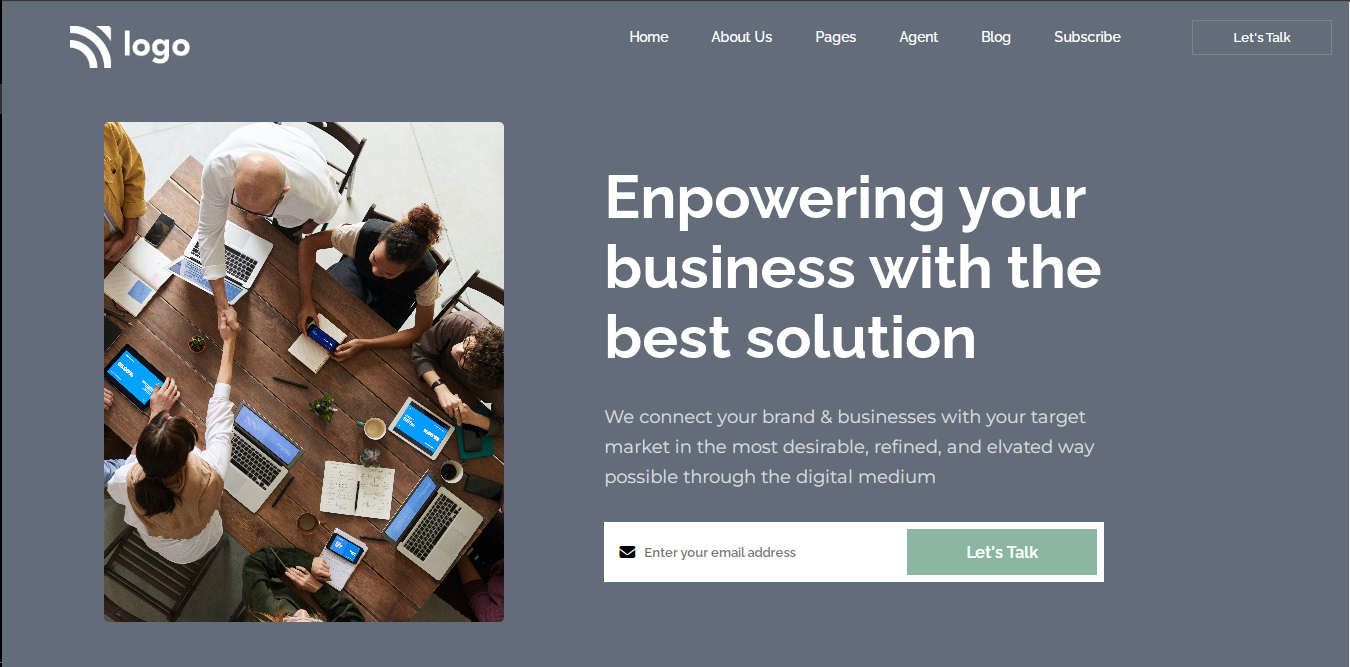 logo
Home About Us Pages Agent Blog Subscribe Let's Talk
Enpowering your
business with the
best solution
We connect your brand & businesses with your target
market in the most desirable, refined, and elvated way
possible through the digital medium
Enter your email address Let's Talk